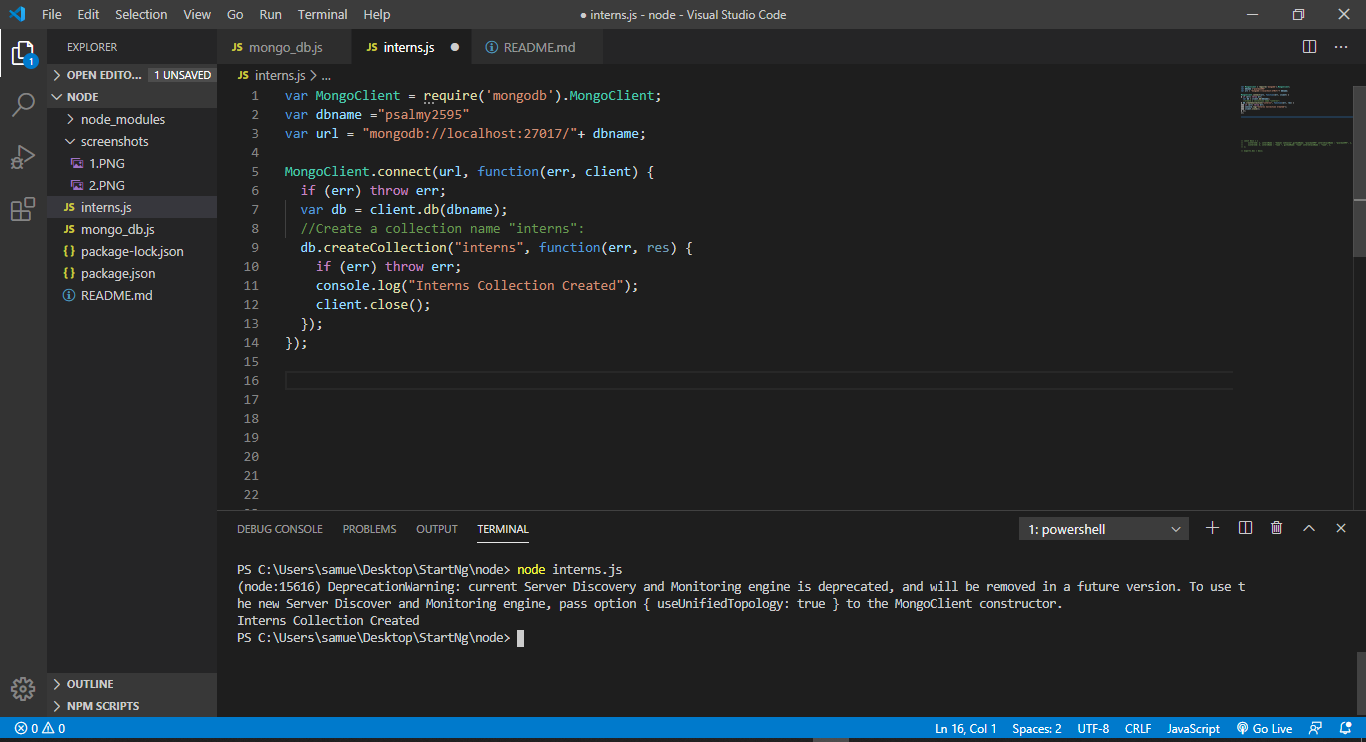 File Edit Selection View Go Run Terminal Help
● interns.js - node - Visual Studio Code
1
EXPLORER
OPEN EDITO... 1 UNSAVED
NODE
node_modules
screenshots
1.PNG
2.PNG
JS interns.js
JS mongo_db.js
{} package-lock.json
{} package.json
README.md
OUTLINE
NPM SCRIPTS
JS mongo_db.js JS interns.js ● README.md
JS interns.js > ...
1 var MongoClient = require('mongodb').MongoClient;
2 var dbname ="psalmy2595"
3 var url = "mongodb://localhost:27017/"+ dbname;
4
5 MongoClient.connect(url, function(err, client) {
6 if (err) throw err;
7 var db = client.db(dbname);
8 //Create a collection name "interns":
9 db.createCollection("interns", function(err, res) {
10 if (err) throw err;
11 console.log("Interns Collection Created");
12 client.close();
13 });
14 });
15
16
17
18
19
20
21
22
DEBUG CONSOLE PROBLEMS OUTPUT TERMINAL
1: powershell
PS C:\Users\samue\Desktop\StartNg\node> node interns.js
(node:15616) DeprecationWarning: current Server Discovery and Monitoring engine is deprecated, and will be removed in a future version. To use t
he new Server Discover and Monitoring engine, pass option { useUnifiedTopology: true } to the MongoClient constructor.
Interns Collection Created
PS C:\Users\samue\Desktop\StartNg\node>
0 0
Ln 16, Col 1 Spaces: 2 UTF-8 CRLF JavaScript Go Live